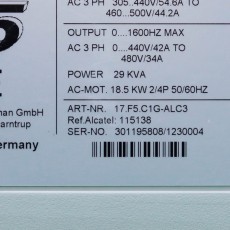 AC 3 PH 305..440V/54.6A TO
460...500V/44.2A
OUTPUT 0....1600HZ MAX
AC 3 PH 0....440V/42A TO
480V/34A
POWER 29 KVA
AC-MOT. 18.5 KW 2/4P 50/60HZ
man GmbH
arntrup
ermany
ART-NR. 17.F5.C1G-ALC3
Ref.Alcatel: 115138
SER-NO. 301195808/1230004